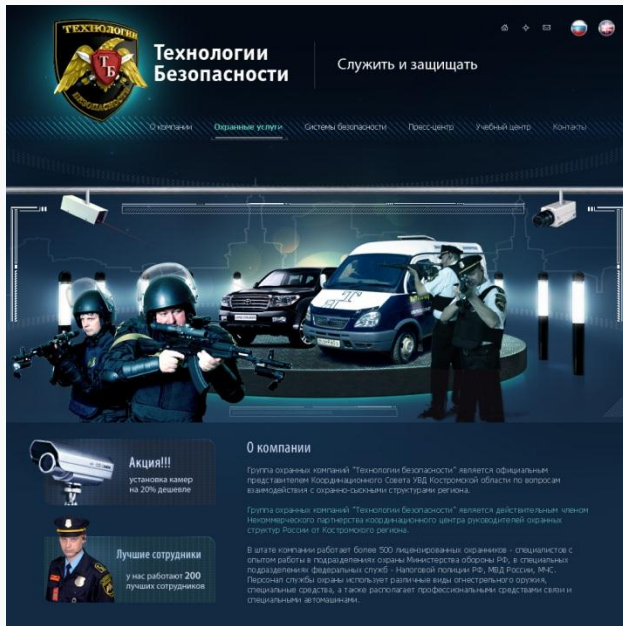 ТЕХНОЛОГИИ
Т Б
БЕЗОПАСНОСТИ
Технологии
Безопасности
Служить и защищать
О компании Охранные услуги Системы безопасности Пресс-центр Учебный центр Контакты
Акция!!!
установка камер
на 20% дешевле
Лучшие сотрудники
у нас работают 200
лучших сотрудников
О компании
Группа охранных компаний "Технологии безопасности" является официальным
представителем Координационного Совета УВД Костромской области по вопросам
взаимодействия с охранно-сыскными структурами региона.
Группа охранных компаний "Технологии безопасности" является действительным членом
Некоммерческого партнерства координационного центра руководителей охранных
структур России от Костромского региона.
В штате компании работает более 500 лицензированных охранников - специалистов с
опытом работы в подразделениях охраны Министерства обороны РФ, в специальных
подразделениях федеральных служб - Налоговой полиции РФ, МВД России, МЧС.
Персонал службы охраны использует различные виды огнестрельного оружия,
специальные средства, а также располагает профессиональными средствами связи и
специальными автомашинами.